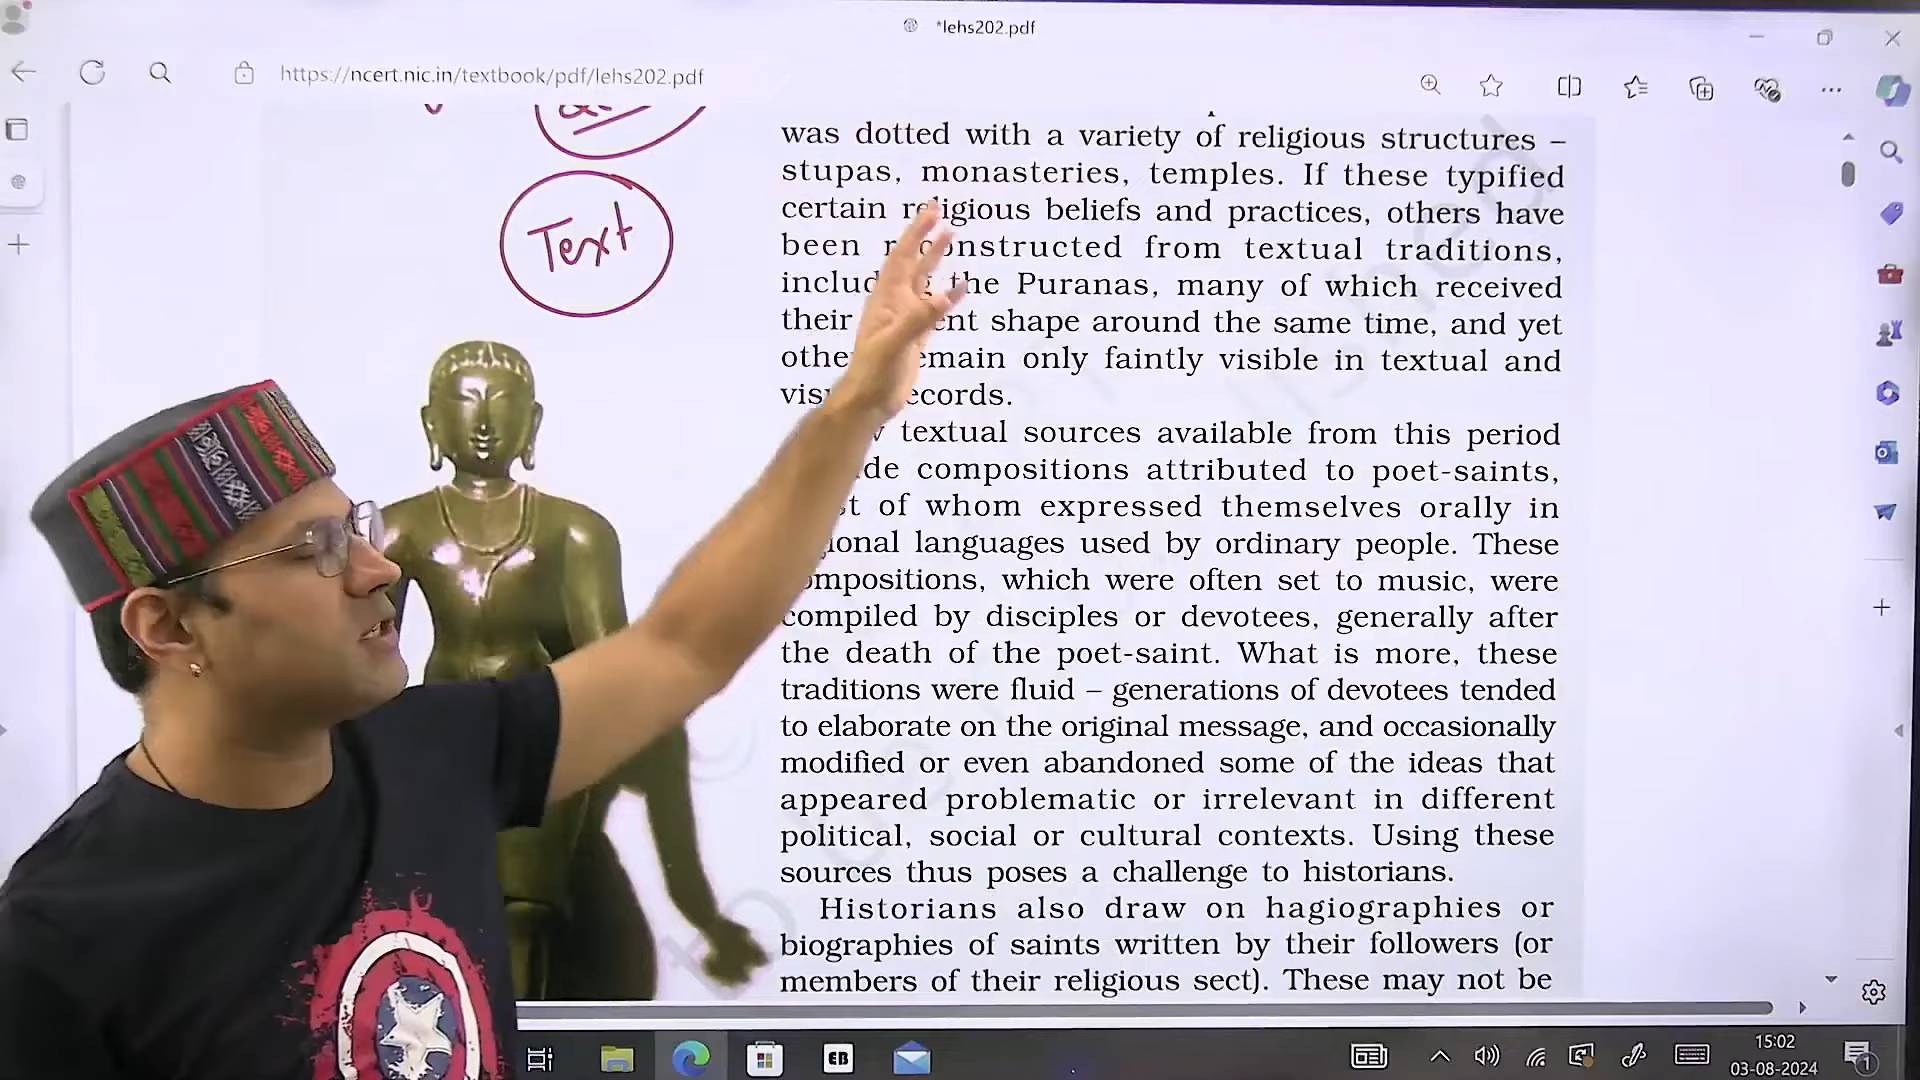 *lehs202.pdf
https://ncert.nic.in/textbook/pdf/lehs202.pdf
Text
was dotted with a variety of religious structures –
stupas, monasteries, temples. If these typified
certain religious beliefs and practices, others have
been reconstructed from textual traditions,
including the Puranas, many of which received
their shape around the same time, and yet
remain only faintly visible in textual and
records.
textual sources available from this period
compositions attributed to poet-saints,
of whom expressed themselves orally in
regional languages used by ordinary people. These
compositions, which were often set to music, were
compiled by disciples or devotees, generally after
the death of the poet-saint. What is more, these
traditions were fluid – generations of devotees tended
to elaborate on the original message, and occasionally
modified or even abandoned some of the ideas that
appeared problematic or irrelevant in different
political, social or cultural contexts. Using these
sources thus poses a challenge to historians.
Historians also draw on hagiographies or
biographies of saints written by their followers (or
members of their religious sect). These may not be
EB
15:02
03-08-2024
1